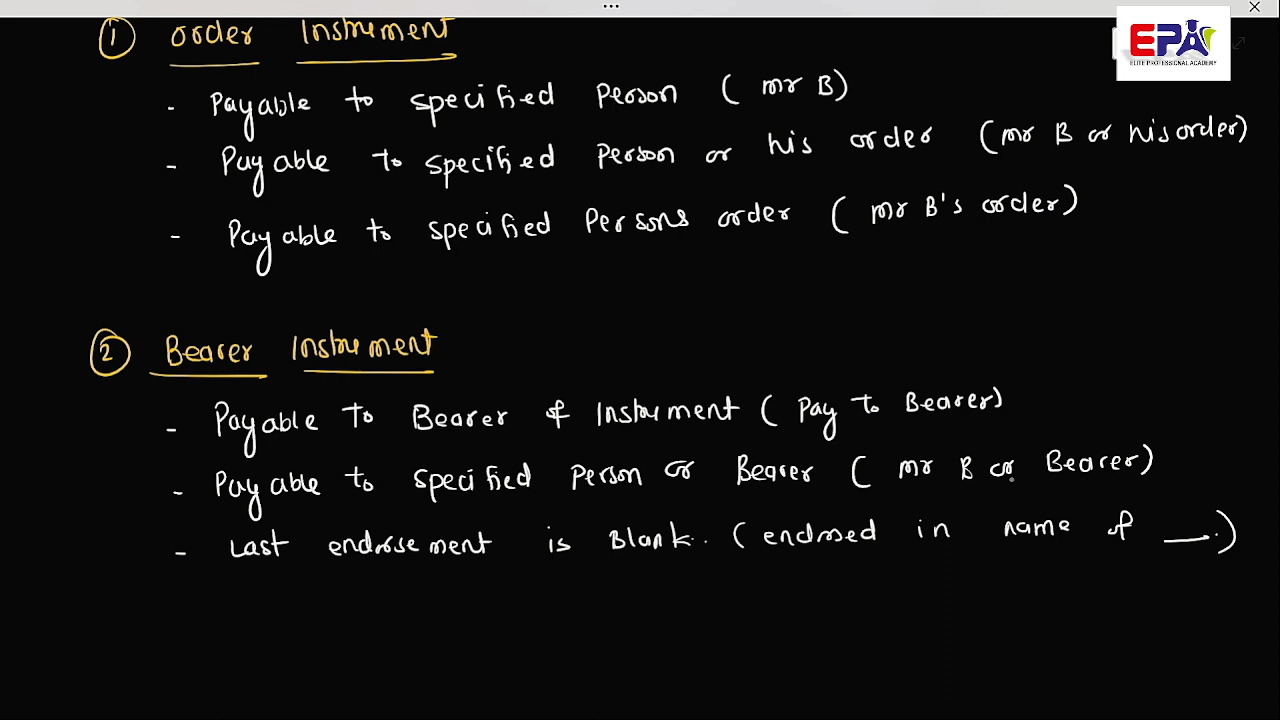 ① order Instrument
EPA
ELITE PROFESSIONAL ACADEMY
- Payable to specified Person ( mr B)
- Payable to specified Person or his order (mr B or his order)
- Payable to specified Persons order ( mr B's order)
② Bearer Instrument
- Payable To Bearer of Instrument ( Pay To Bearer)
- Payable to specified person or Bearer ( mr B or Bearer)
- Last endorsement is Blank. (endorsed in name of ___.)